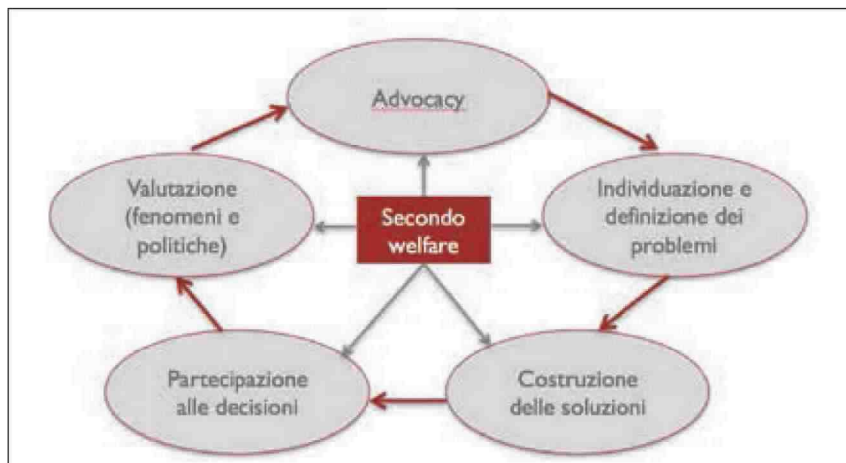 Advocacy
Valutazione
(fenomeni e
politiche)
Secondo
welfare
Individuazione e
definizione dei
problemi
Partecipazione
alle decisioni
Costruzione
delle soluzioni